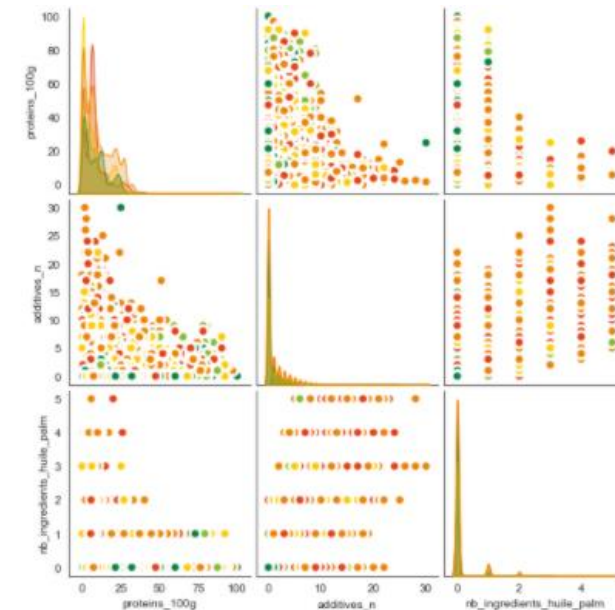 proteins_100g
100
80
60
40
20
0
additives_n
30
25
20
15
10
5
0
nb_ingredients_huile_palm
5
4
3
2
1
0
0 25 50 75 100
proteins_100g
0 10 20 30
additives_n
0 2 4
nb_ingredients_huile_palm